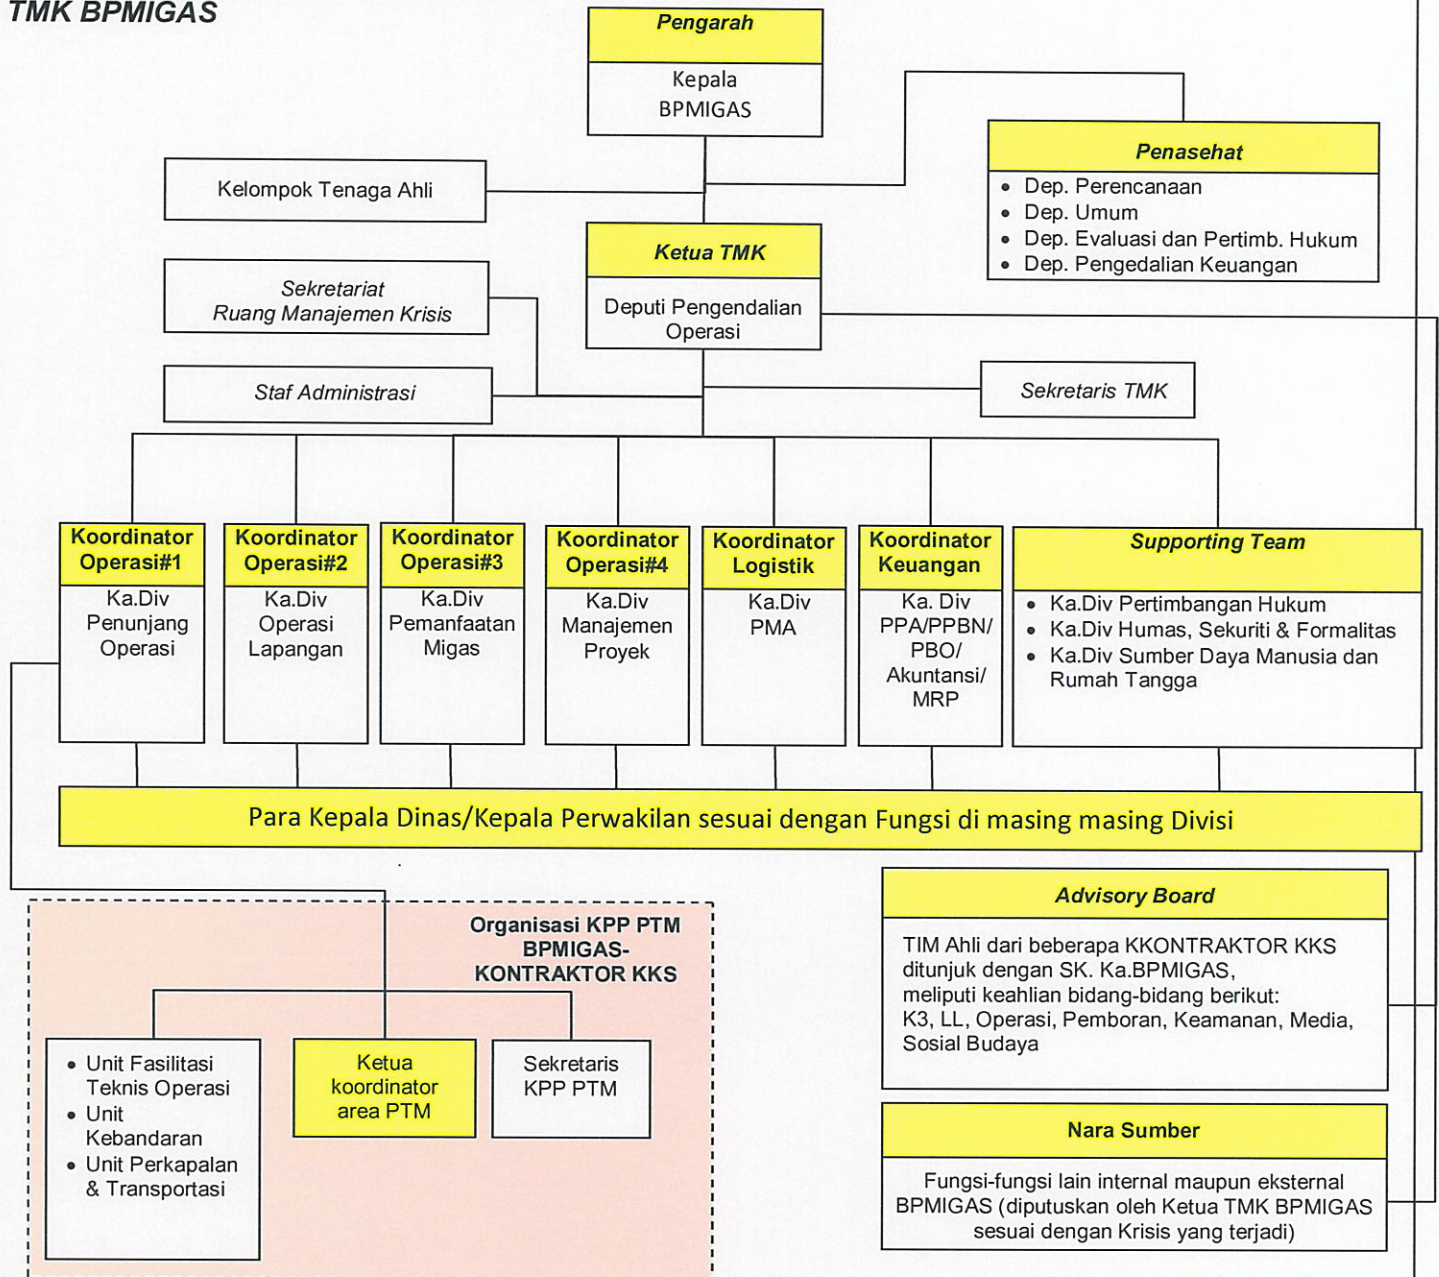 TMK BPMIGAS
Pengarah
Kepala
BPMIGAS
Penasehat
• Dep. Perencanaan
• Dep. Umum
• Dep. Evaluasi dan Pertimb. Hukum
• Dep. Pengedalian Keuangan
Kelompok Tenaga Ahli
Ketua TMK
Deputi Pengendalian
Operasi
Sekretariat
Ruang Manajemen Krisis
Staf Administrasi
Sekretaris TMK
Koordinator
Operasi#1
Ka.Div
Penunjang
Operasi
Koordinator
Operasi#2
Ka.Div
Operasi
Lapangan
Koordinator
Operasi#3
Ka.Div
Pemanfaatan
Migas
Koordinator
Operasi#4
Ka.Div
Manajemen
Proyek
Koordinator
Logistik
Ka.Div
PMA
Koordinator
Keuangan
Ka. Div
PPA/PPBN/
PBO/
Akuntansi/
MRP
Supporting Team
• Ka.Div Pertimbangan Hukum
• Ka.Div Humas, Sekuriti & Formalitas
• Ka.Div Sumber Daya Manusia dan
Rumah Tangga
Para Kepala Dinas/Kepala Perwakilan sesuai dengan Fungsi di masing masing Divisi
Organisasi KPP PTM
BPMIGAS-
KONTRAKTOR KKS
• Unit Fasilitasi
Teknis Operasi
• Unit
Kebandaran
• Unit Perkapalan
& Transportasi
Ketua
koordinator
area PTM
Sekretaris
KPP PTM
Advisory Board
TIM Ahli dari beberapa KKONTRAKTOR KKS
ditunjuk dengan SK. Ka.BPMIGAS,
meliputi keahlian bidang-bidang berikut:
K3, LL, Operasi, Pemboran, Keamanan, Media,
Sosial Budaya
Nara Sumber
Fungsi-fungsi lain internal maupun eksternal
BPMIGAS (diputuskan oleh Ketua TMK BPMIGAS
sesuai dengan Krisis yang terjadi)